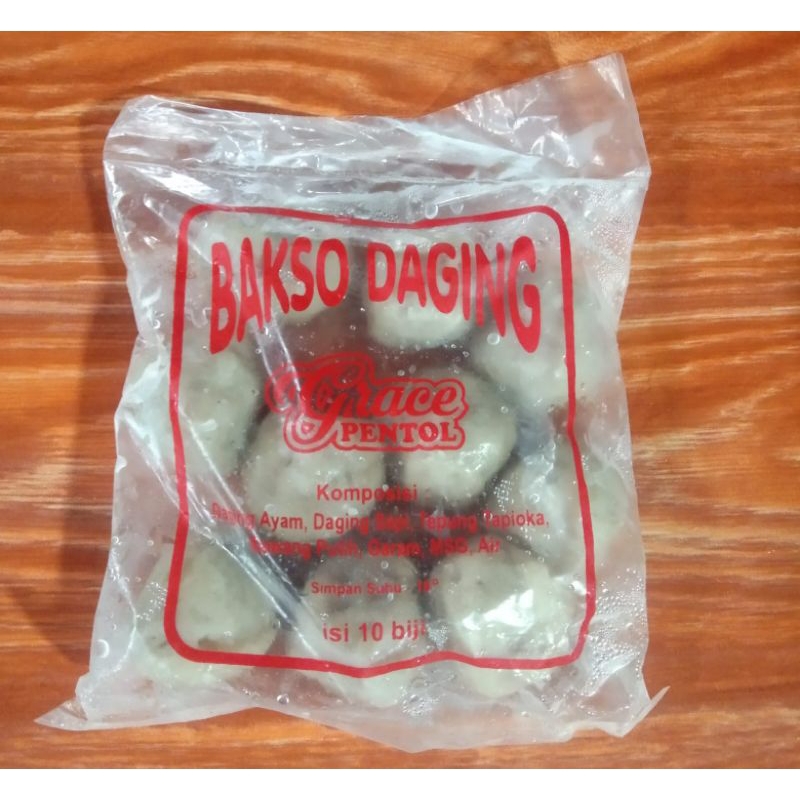 BAKSO DAGING
Grace
PENTOL
Komposisi :
Daging Ayam, Daging Sapi, Tepung Tapioka,
Bawang Putih, Garam, MSG, Air
Simpan Suhu
isi 10 biji